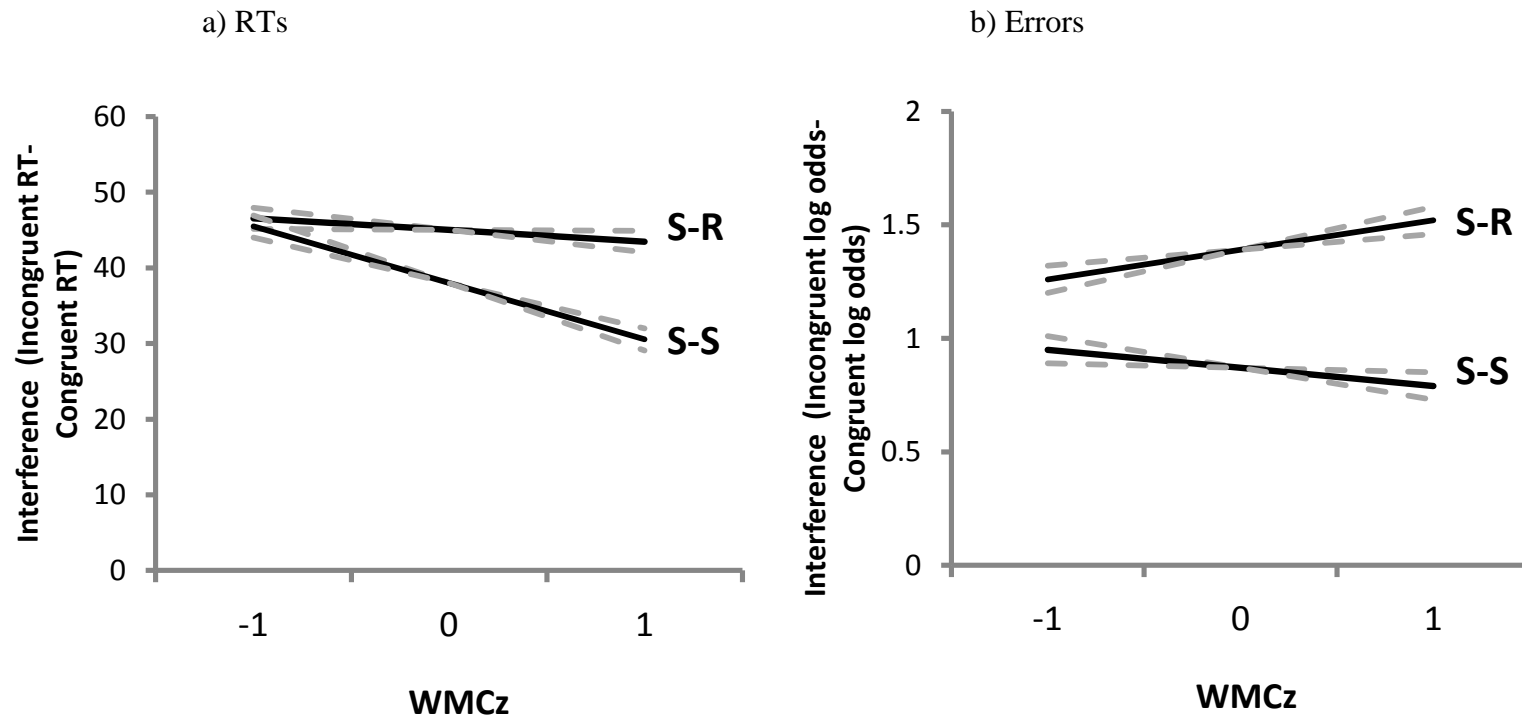 a) RTs
Interference (Incongruent RT-
Congruent RT)
60
50
40
30
20
10
0
S-R
S-S
-1 0 1
WMCz
b) Errors
Interference (Incongruent log odds-
Congruent log odds)
2
1.5
1
0.5
0
S-R
S-S
-1 0 1
WMCz